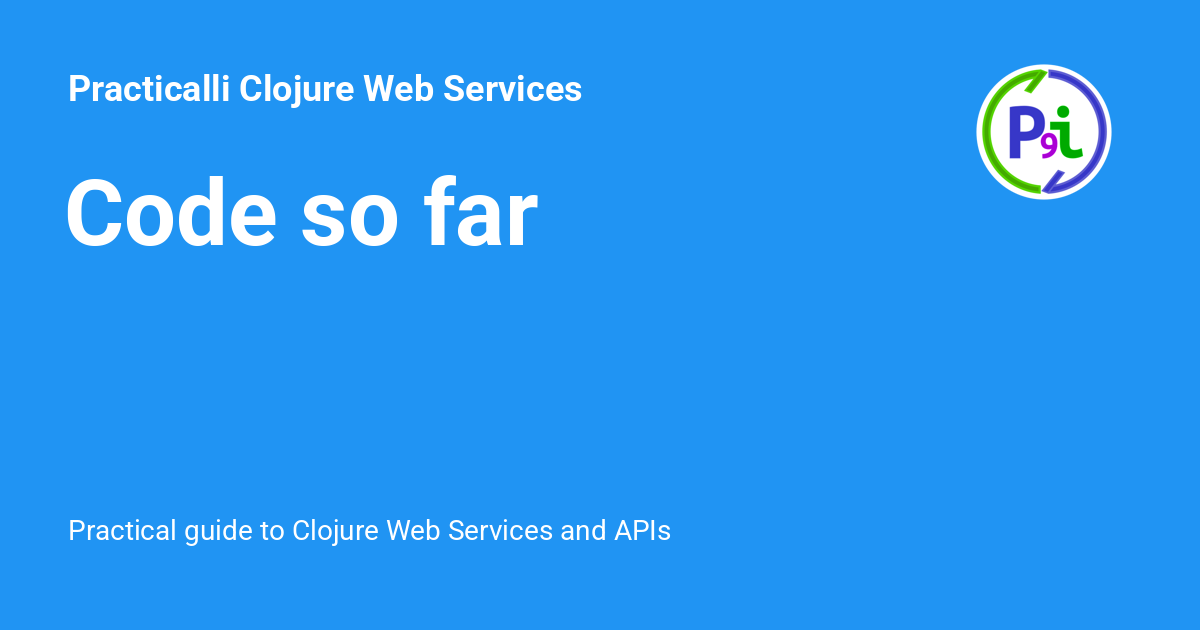 Practicalli Clojure Web Services
P9i
Code so far
Practical guide to Clojure Web Services and APIs